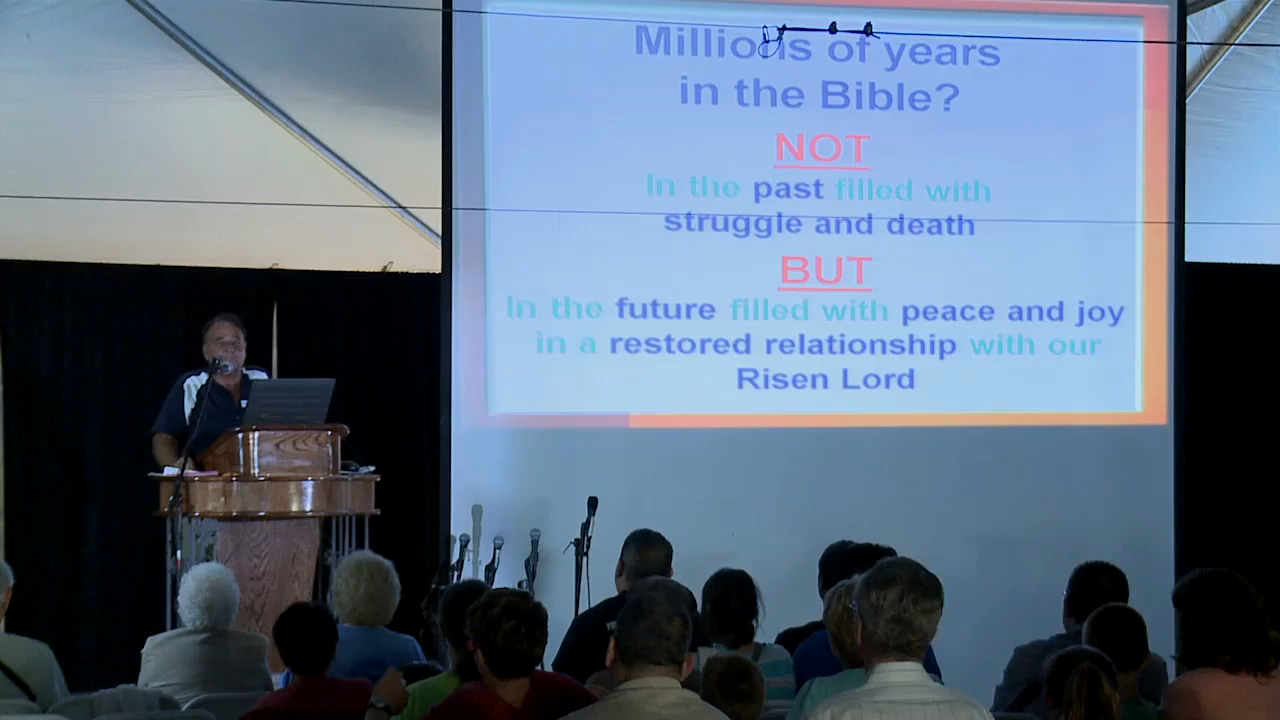 Millions of years
in the Bible?
NOT
In the past filled with
struggle and death
BUT
In the future filled with peace and joy
in a restored relationship with our
Risen Lord